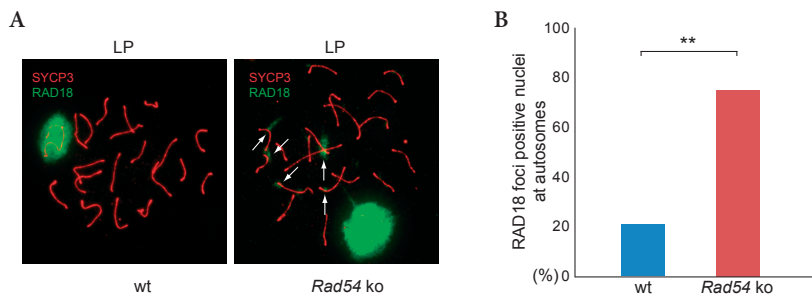 A
LP
LP
SYCP3
RAD18
SYCP3
RAD18
wt
Rad54 ko
B
RAD18 foci positive nuclei
at autosomes
100
80
60
40
20
(%) 0
**
wt
Rad54 ko